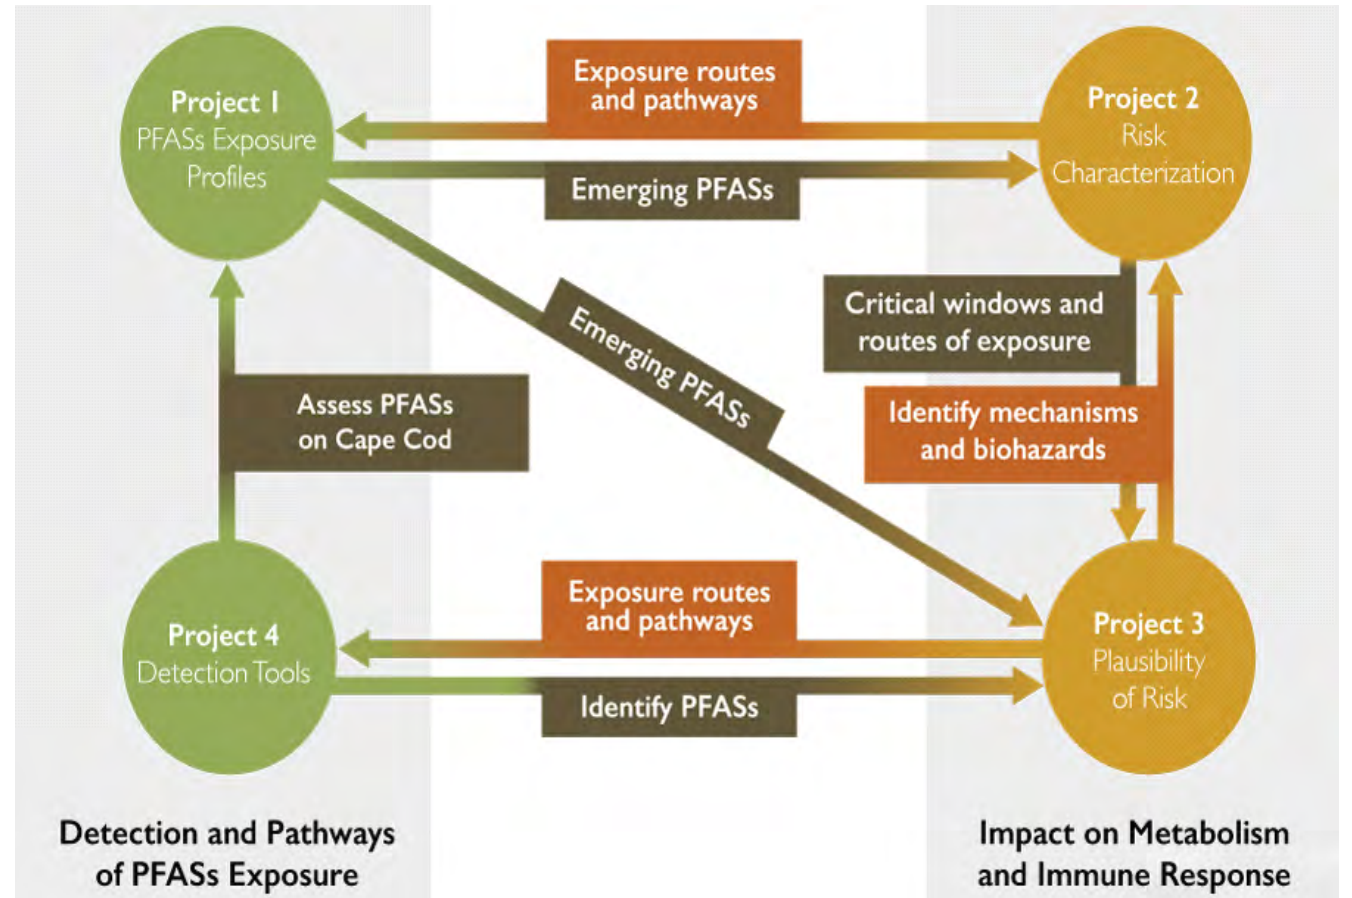 Project 1
PFASs Exposure
Profiles
Exposure routes
and pathways
Emerging PFASs
Project 2
Risk
Characterization
Emerging PFASs
Critical windows and
routes of exposure
Identify mechanisms
and biohazards
Assess PFASs
on Cape Cod
Project 4
Detection Tools
Exposure routes
and pathways
Identify PFASs
Project 3
Plausibility
of Risk
Detection and Pathways
of PFASs Exposure
Impact on Metabolism
and Immune Response